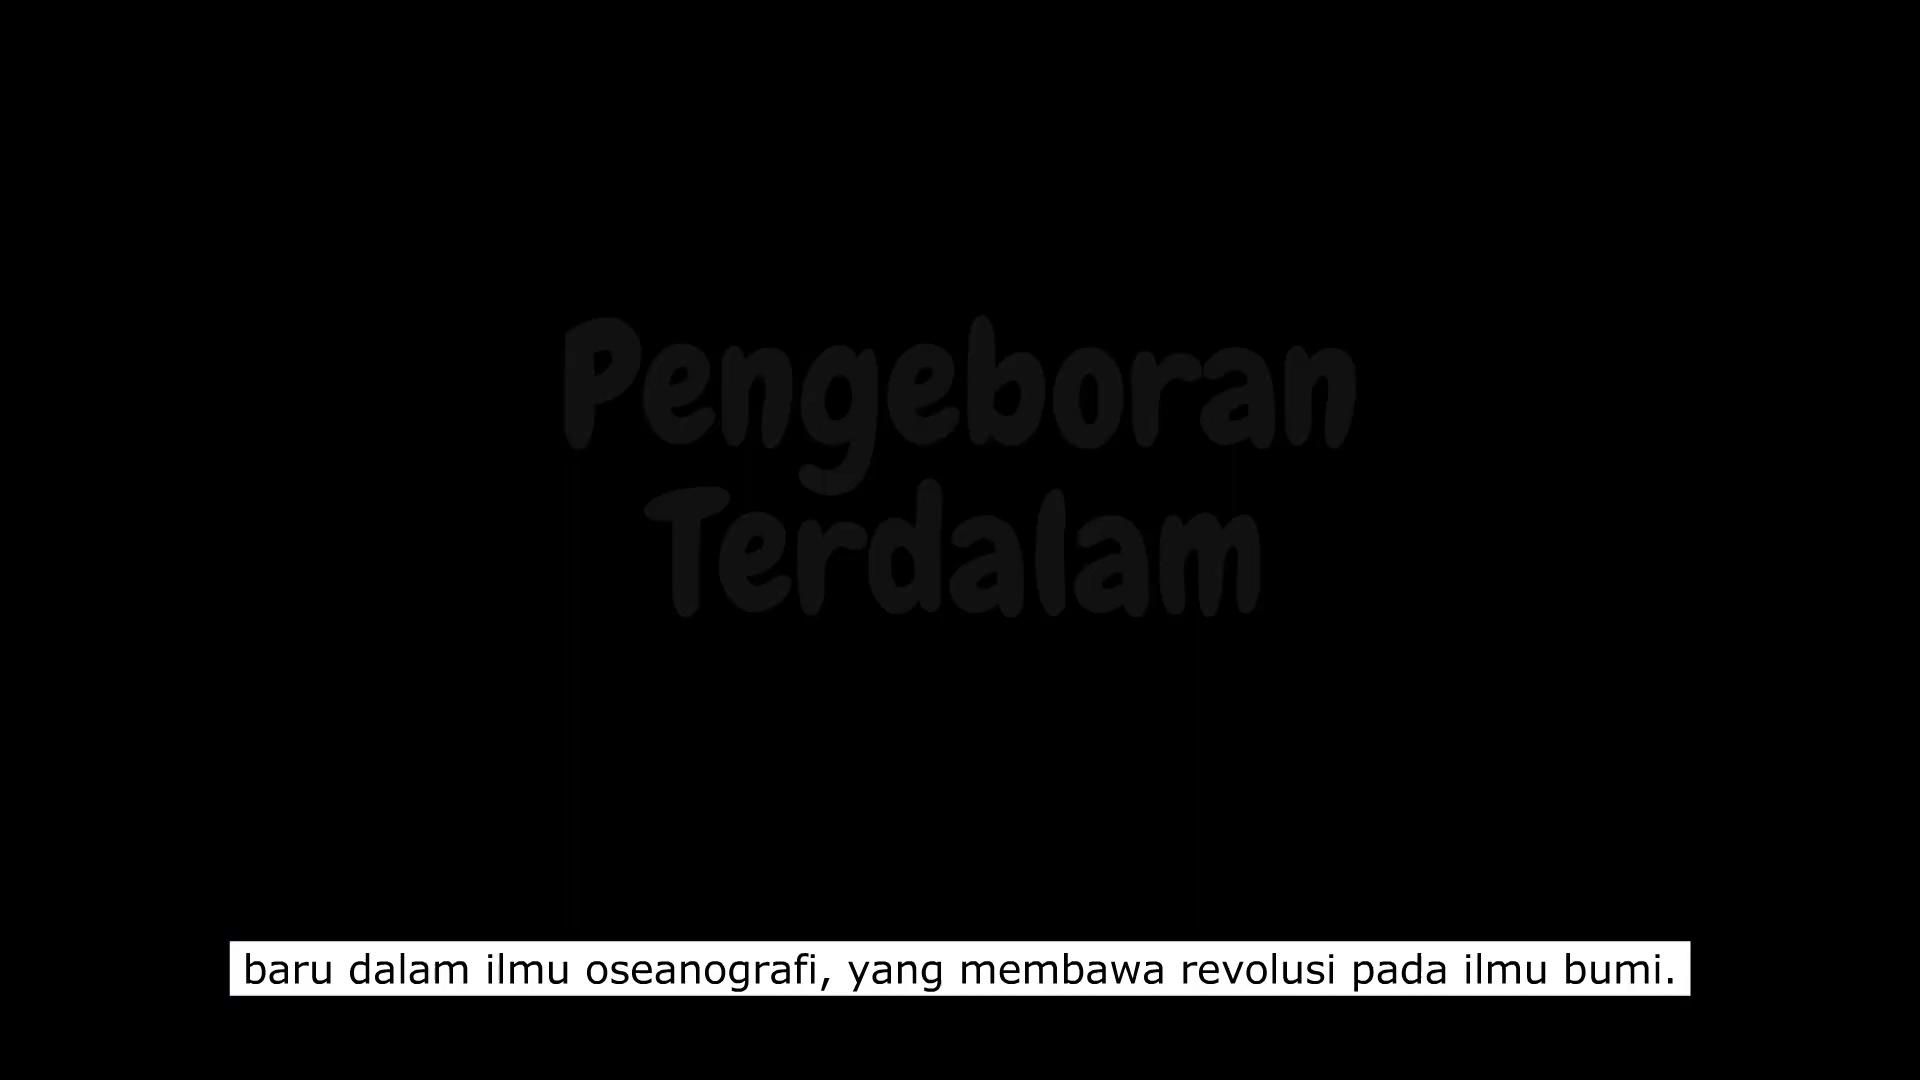 Pengeboran
Terdalam
baru dalam ilmu oseanografi, yang membawa revolusi pada ilmu bumi.